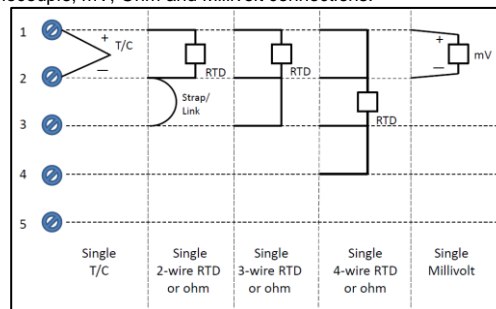 mV, Ohm and Millivolt connections.
1
+
T/C
—
2
RTD
Strap/
Link
RTD
+
mV
—
3
RTD
4
5
Single
T/C
Single
2-wire RTD
or ohm
Single
3-wire RTD
or ohm
Single
4-wire RTD
or ohm
Single
Millivolt